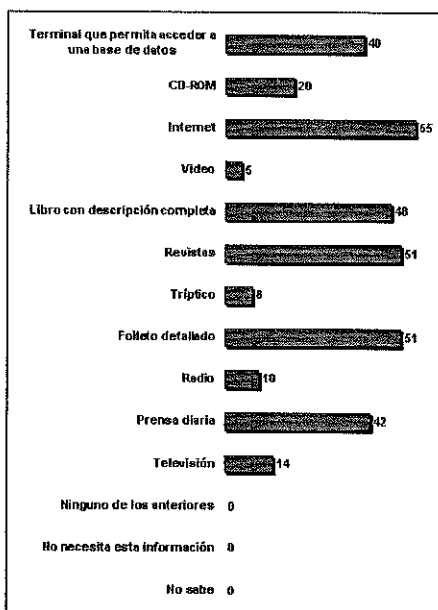 Terminal que permita acceder a
una base de datos
40
CD-ROM
20
Internet
55
Video
5
Libro con descripción completa
48
Revistas
51
Tríptico
8
Folleto detallado
51
Radio
10
Prensa diaria
42
Televisión
14
Ninguno de los anteriores
0
No necesita esta información
0
No sabe
0